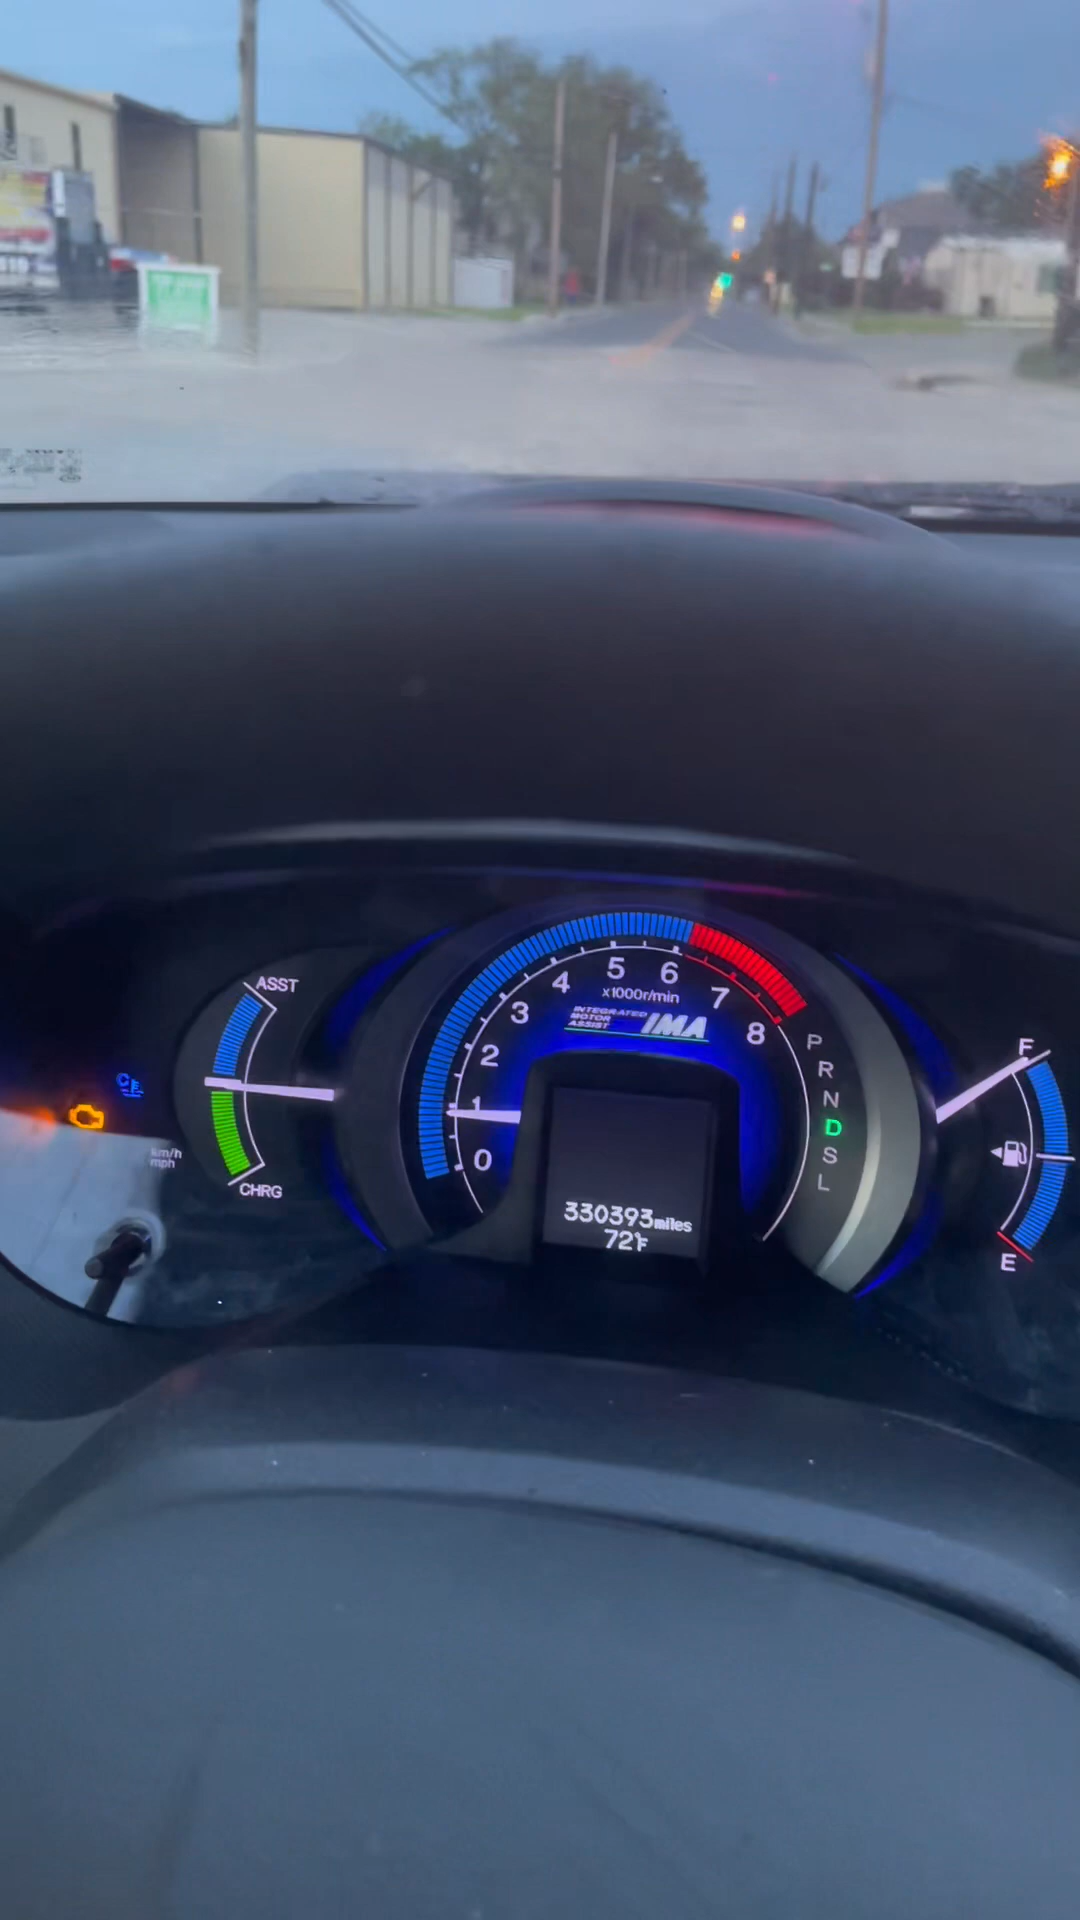 ASST
CHRG
km/h
mph
0
1
2
3
4
5
6
7
8
x1000r/min
INTEGRATED
MOTOR
ASSIST
IMA
330393miles
72°F
P
R
N
D
S
L
F
E